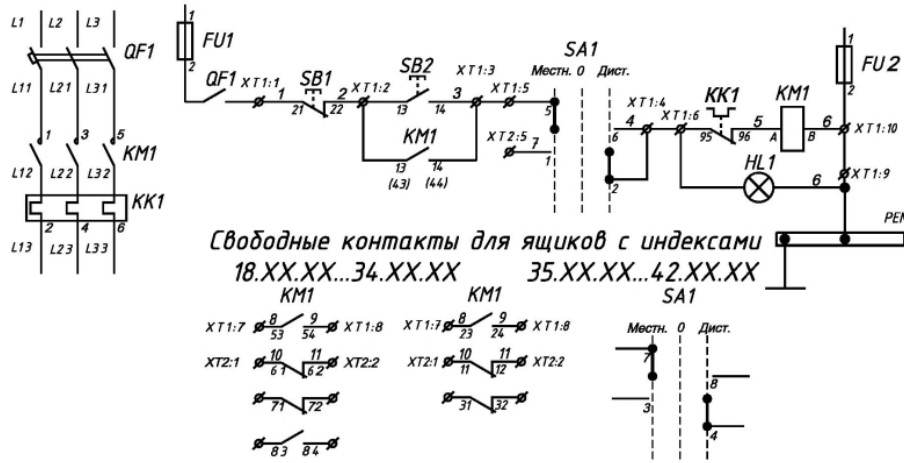 L1 L2 L3
QF1
L11 L21 L31
1 3 5
KM1
L12 L22 L32
KK1
2 4 6
L13 L23 L33
1
FU1
2
QF1
XT1:1
1
SB1
21 22
2
XT1:2
SB2
13 14
3
XT1:3
KM1
13 14
(43) (44)
XT1:5
XT2:5
7
SA1
Местн. 0 Дист.
5
1
6
2
4
XT1:4
XT1:6
KK1
95 96
5
KM1
A B
6
XT1:10
HL1
6
XT1:9
1
FU2
2
PEN
Свободные контакты для ящиков с индексами
18.XX.XX...34.XX.XX 35.XX.XX...42.XX.XX
KM1
XT1:7 8 9 XT1:8
53 54
XT2:1 10 11 XT2:2
61 62
71 72
83 84
KM1
XT1:7 8 9 XT1:8
23 24
XT2:1 10 11 XT2:2
11 12
31 32
SA1
Местн. 0 Дист.
7
8
3
4